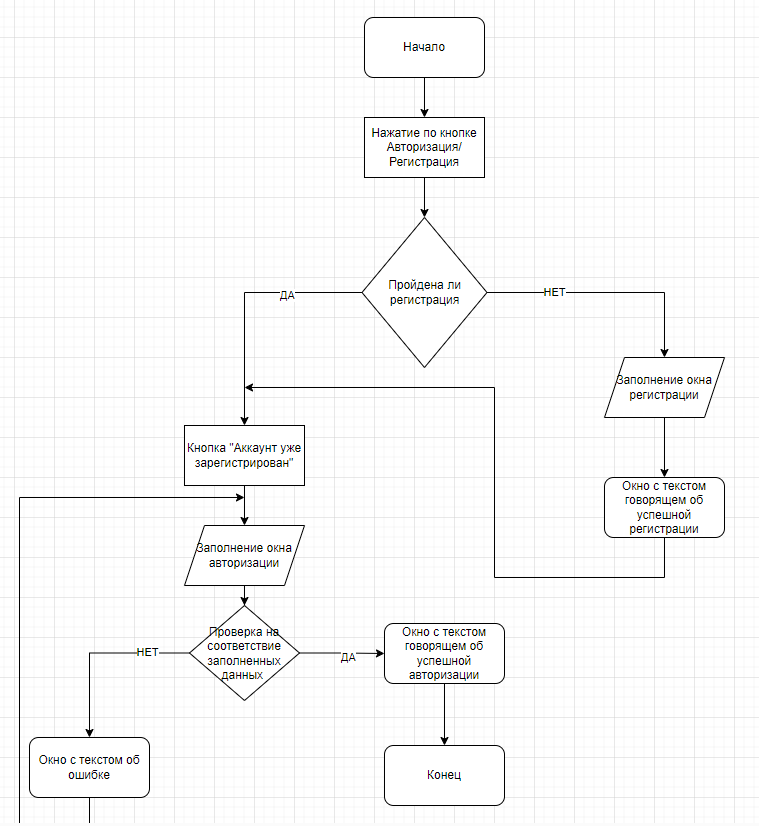 Начало
Нажатие по кнопке
Авторизация/
Регистрация
Пройдена ли
регистрация
ДА
НЕТ
Заполнение окна
регистрации
Кнопка "Аккаунт уже
зарегистрирован"
Окно с текстом
говорящем об
успешной
регистрации
Заполнение окна
авторизации
Проверка на
соответствие
заполненных
данных
НЕТ
ДА
Окно с текстом
говорящем об
успешной
авторизации
Окно с текстом об
ошибке
Конец